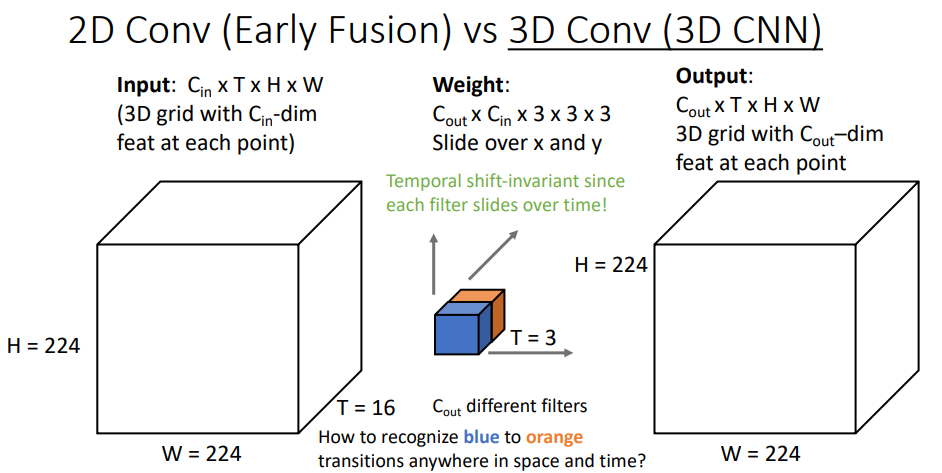 2D Conv (Early Fusion) vs 3D Conv (3D CNN)
Input: Cin x T x H x W
(3D grid with Cin-dim
feat at each point)
Weight:
Cout x Cin x 3 x 3 x 3
Slide over x and y
Output:
Cout x T x H x W
3D grid with Cout–dim
feat at each point
Temporal shift-invariant since
each filter slides over time!
H = 224
T = 16
W = 224
T = 3
Cout different filters
How to recognize blue to orange
transitions anywhere in space and time?
H = 224
W = 224